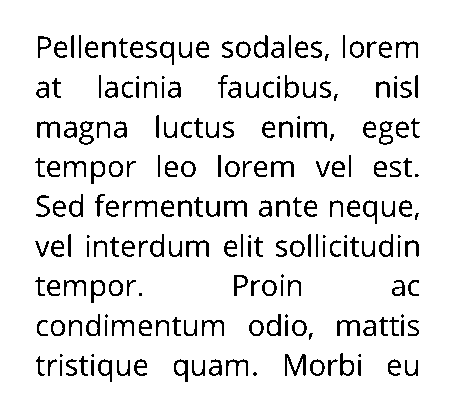 Pellentesque sodales, lorem
at lacinia faucibus, nisl
magna luctus enim, eget
tempor leo lorem vel est.
Sed fermentum ante neque,
vel interdum elit sollicitudin
tempor. Proin ac
condimentum odio, mattis
tristique quam. Morbi eu